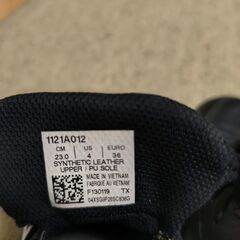 1121A012
CM US EURO
23.0 4 36
SYNTHETIC LEATHER
UPPER / PU SOLE
MADE IN VIETNAM
FABRIQUE AU VIETNAM
F130119 TX